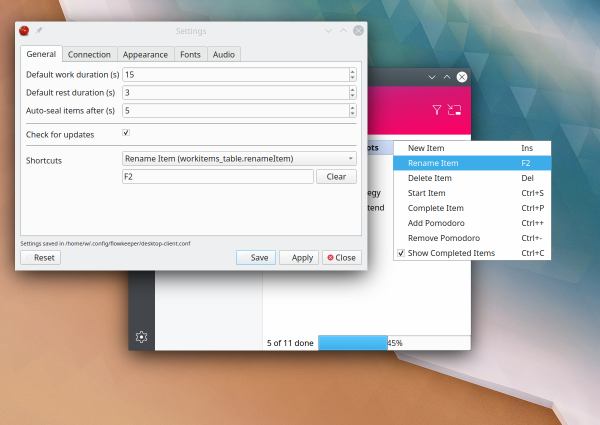 Settings
General Connection Appearance Fonts Audio
Default work duration (s) 15
Default rest duration (s) 3
Auto-seal items after (s) 5
Check for updates
Shortcuts Rename Item (workitems_table.renameItem)
F2 Clear
Settings saved in /home/w/.config/flowkeeper/desktop-client.conf
Reset Save Apply Close
New Item Ins
Rename Item F2
Delete Item Del
Start Item Ctrl+S
Complete Item Ctrl+P
Add Pomodoro Ctrl++
Remove Pomodoro Ctrl+-
Show Completed Items Ctrl+C
ots
egy
tend
5 of 11 done 45%